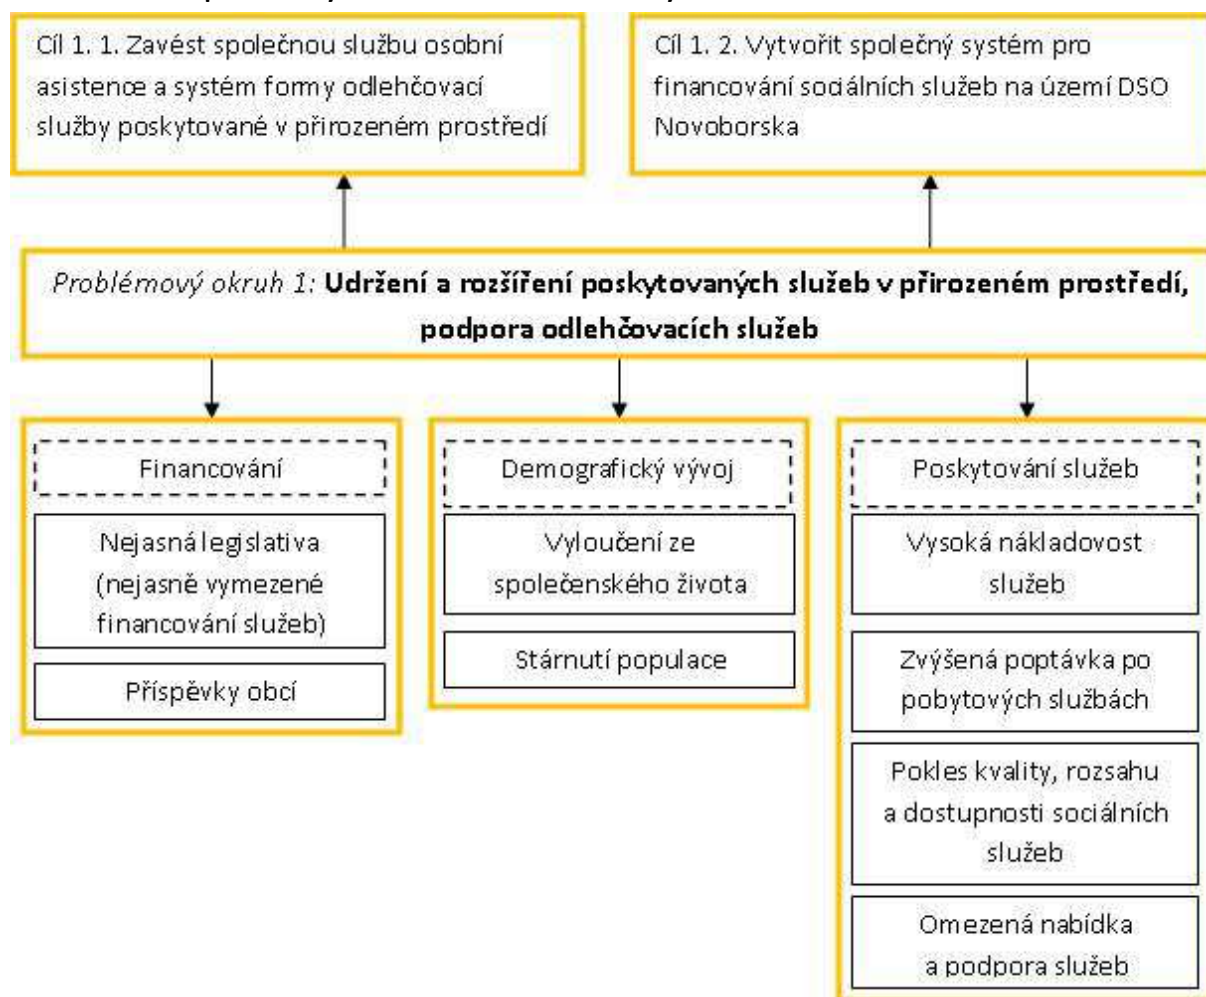 Cíl 1. 1. Zavést společnou službu osobní
asistence a systém formy odlehčovací
služby poskytované v přirozeném prostředí
Cíl 1. 2. Vytvořit společný systém pro
financování sociálních služeb na území DSO
Novoborska
Problémový okruh 1: Udržení a rozšíření poskytovaných služeb v přirozeném prostředí,
podpora odlehčovacích služeb
Financování
Nejasná legislativa
(nejasně vymezené
financování služeb)
Příspěvky obcí
Demografický vývoj
Vyloučení ze
společenského života
Stárnutí populace
Poskytování služeb
Vysoká nákladovost
služeb
Zvýšená poptávka po
pobytových službách
Pokles kvality, rozsahu
a dostupnosti sociálních
služeb
Omezená nabídka
a podpora služeb